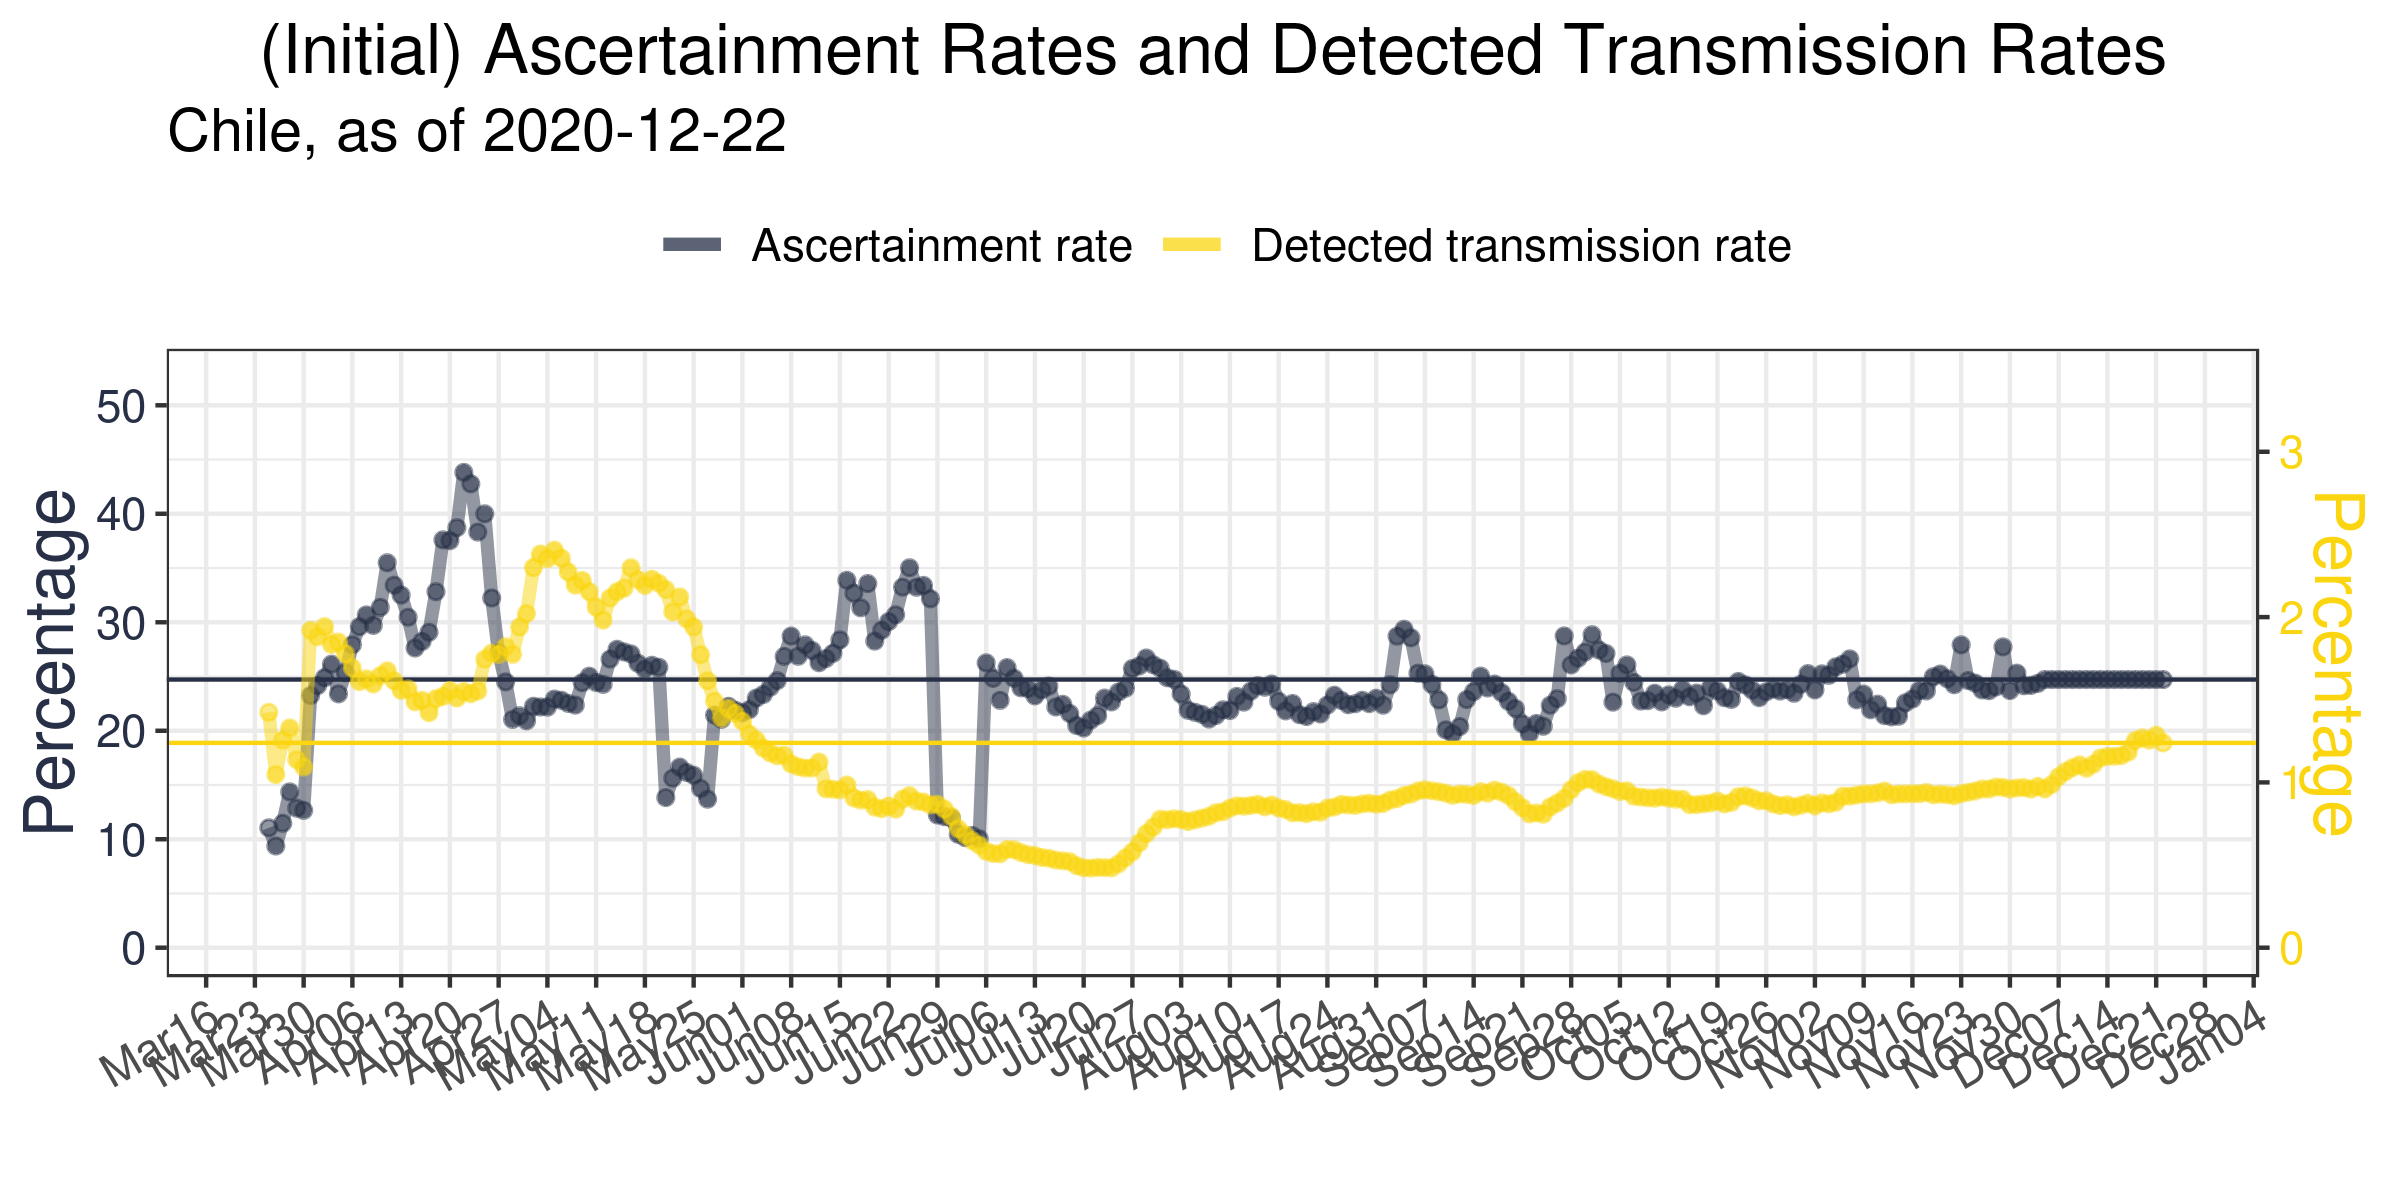 (Initial) Ascertainment Rates and Detected Transmission Rates
Chile, as of 2020-12-22
Ascertainment rate
Detected transmission rate
Percentage
50
40
30
20
10
0
3
2
1
0
Percentage
Mar16
Mar23
Mar30
Apr06
Apr13
Apr20
Apr27
May04
May11
May18
May25
Jun01
Jun08
Jun15
Jun22
Jun29
Jul06
Jul13
Jul20
Jul27
Aug03
Aug10
Aug17
Aug24
Aug31
Sep07
Sep14
Sep21
Sep28
Oct05
Oct12
Oct19
Oct26
Nov02
Nov09
Nov16
Nov23
Nov30
Dec07
Dec14
Dec21
Dec28
Jan04